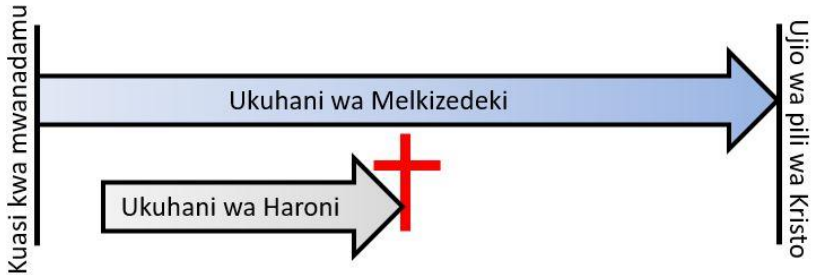 Kuasi kwa mwanadamu
Ukuhani wa Melkizedeki
Ukuhani wa Haroni
Ujio wa pili wa Kristo